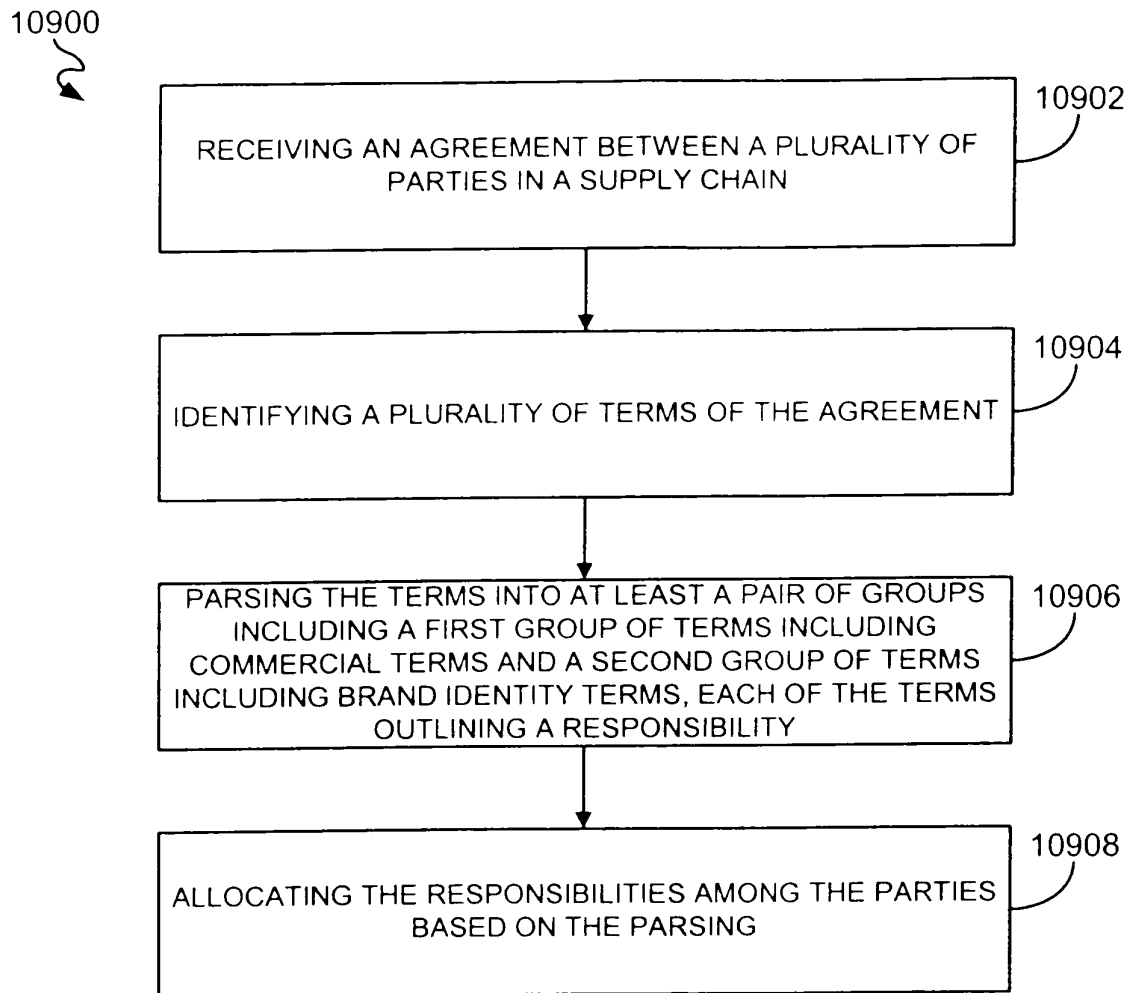 10900
10902
RECEIVING AN AGREEMENT BETWEEN A PLURALITY OF
PARTIES IN A SUPPLY CHAIN
10904
IDENTIFYING A PLURALITY OF TERMS OF THE AGREEMENT
10906
PARSING THE TERMS INTO AT LEAST A PAIR OF GROUPS
INCLUDING A FIRST GROUP OF TERMS INCLUDING
COMMERCIAL TERMS AND A SECOND GROUP OF TERMS
INCLUDING BRAND IDENTITY TERMS, EACH OF THE TERMS
OUTLINING A RESPONSIBILITY
10908
ALLOCATING THE RESPONSIBILITIES AMONG THE PARTIES
BASED ON THE PARSING